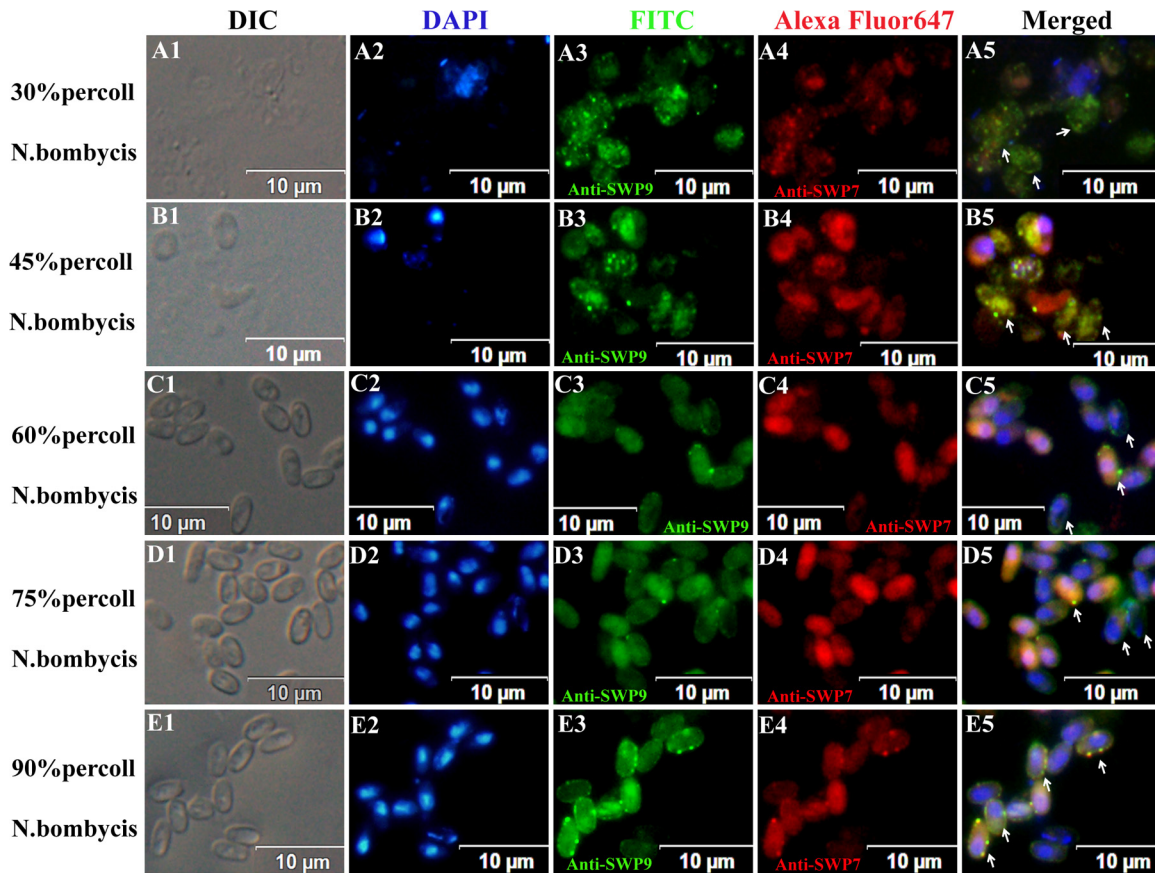 DIC DAPI FITC Alexa Fluor647 Merged
A1 A2 A3 A4 A5
30%percoll
N.bombycis
10 μm 10 μm 10 μm 10 μm 10 μm
Anti-SWP9 Anti-SWP7
B1 B2 B3 B4 B5
45%percoll
N.bombycis
10 μm 10 μm 10 μm 10 μm 10 μm
Anti-SWP9 Anti-SWP7
C1 C2 C3 C4 C5
60%percoll
N.bombycis
10 μm 10 μm 10 μm 10 μm 10 μm
Anti-SWP9 Anti-SWP7
D1 D2 D3 D4 D5
75%percoll
N.bombycis
10 μm 10 μm 10 μm 10 μm 10 μm
Anti-SWP9 Anti-SWP7
E1 E2 E3 E4 E5
90%percoll
N.bombycis
10 μm 10 μm 10 μm 10 μm 10 μm
Anti-SWP9 Anti-SWP7